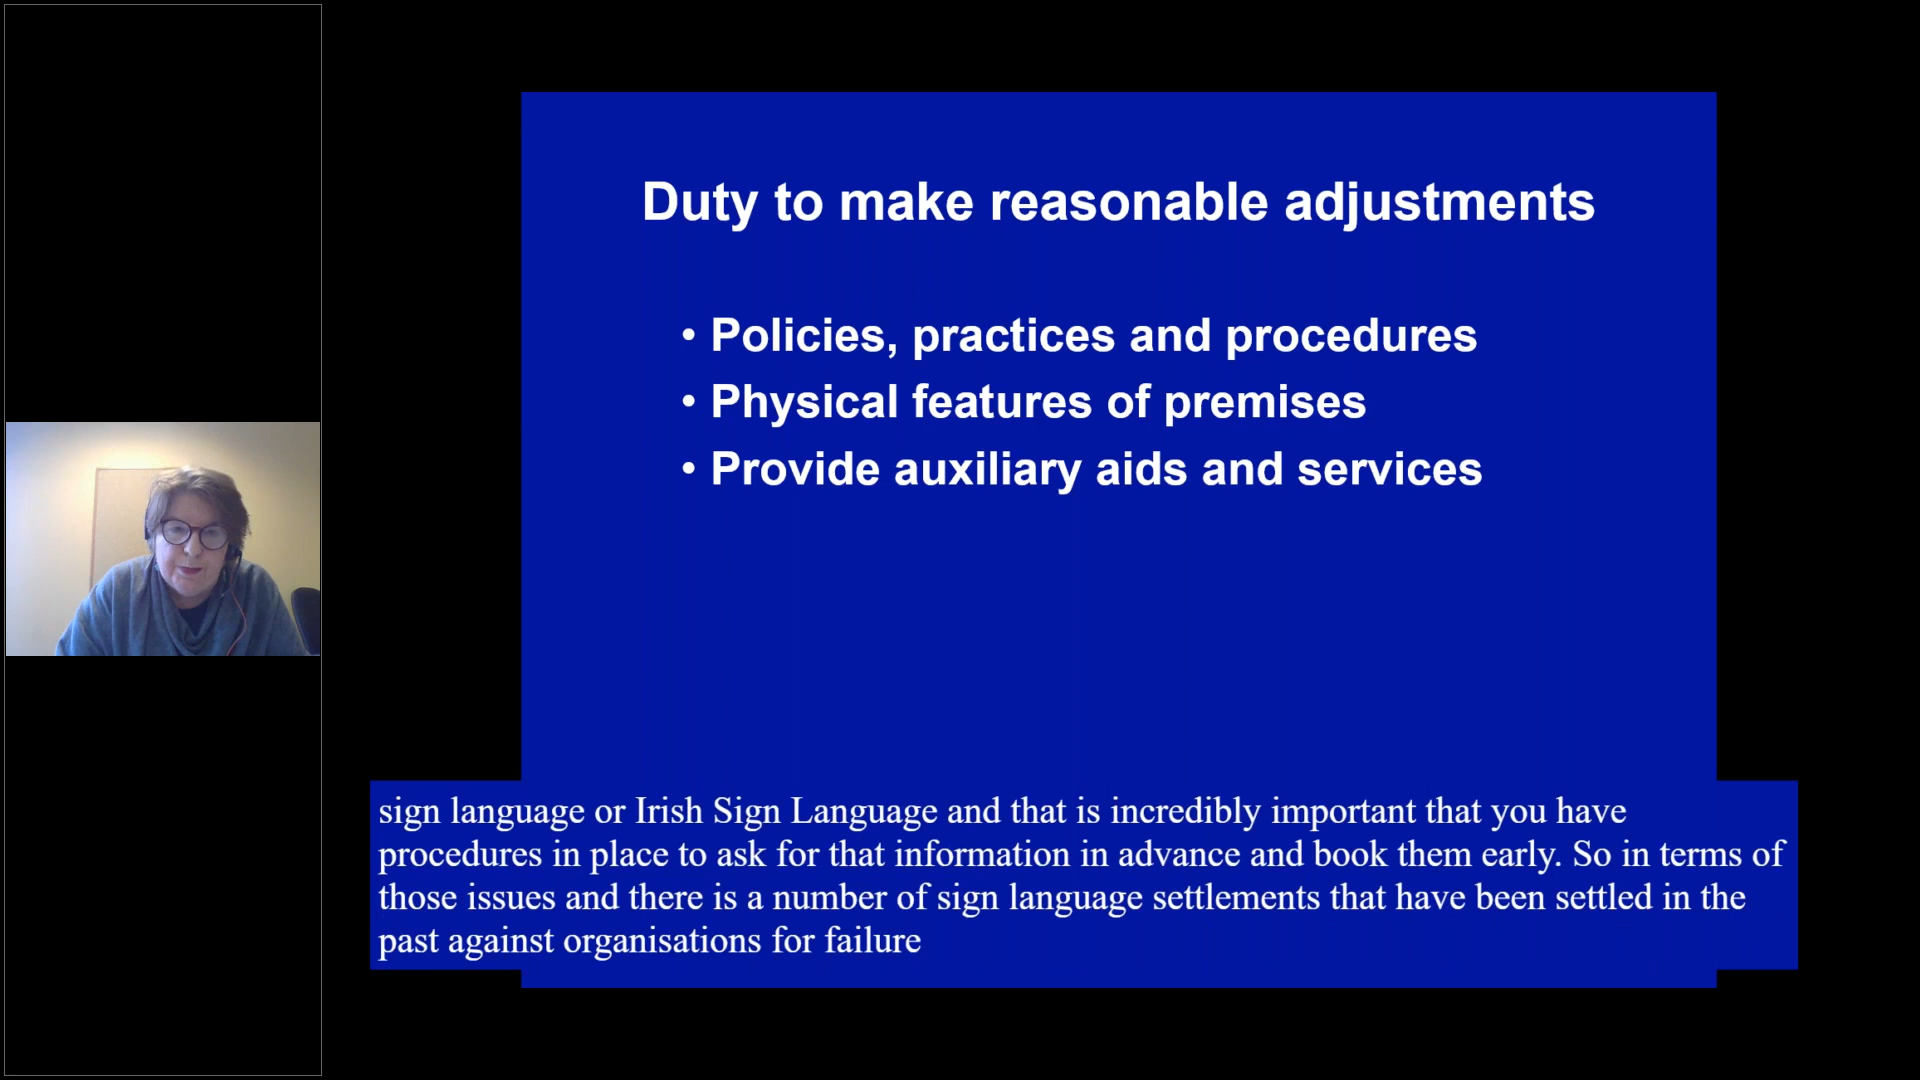 Duty to make reasonable adjustments
• Policies, practices and procedures
• Physical features of premises
• Provide auxiliary aids and services
sign language or Irish Sign Language and that is incredibly important that you have
procedures in place to ask for that information in advance and book them early. So in terms of
those issues and there is a number of sign language settlements that have been settled in the
past against organisations for failure